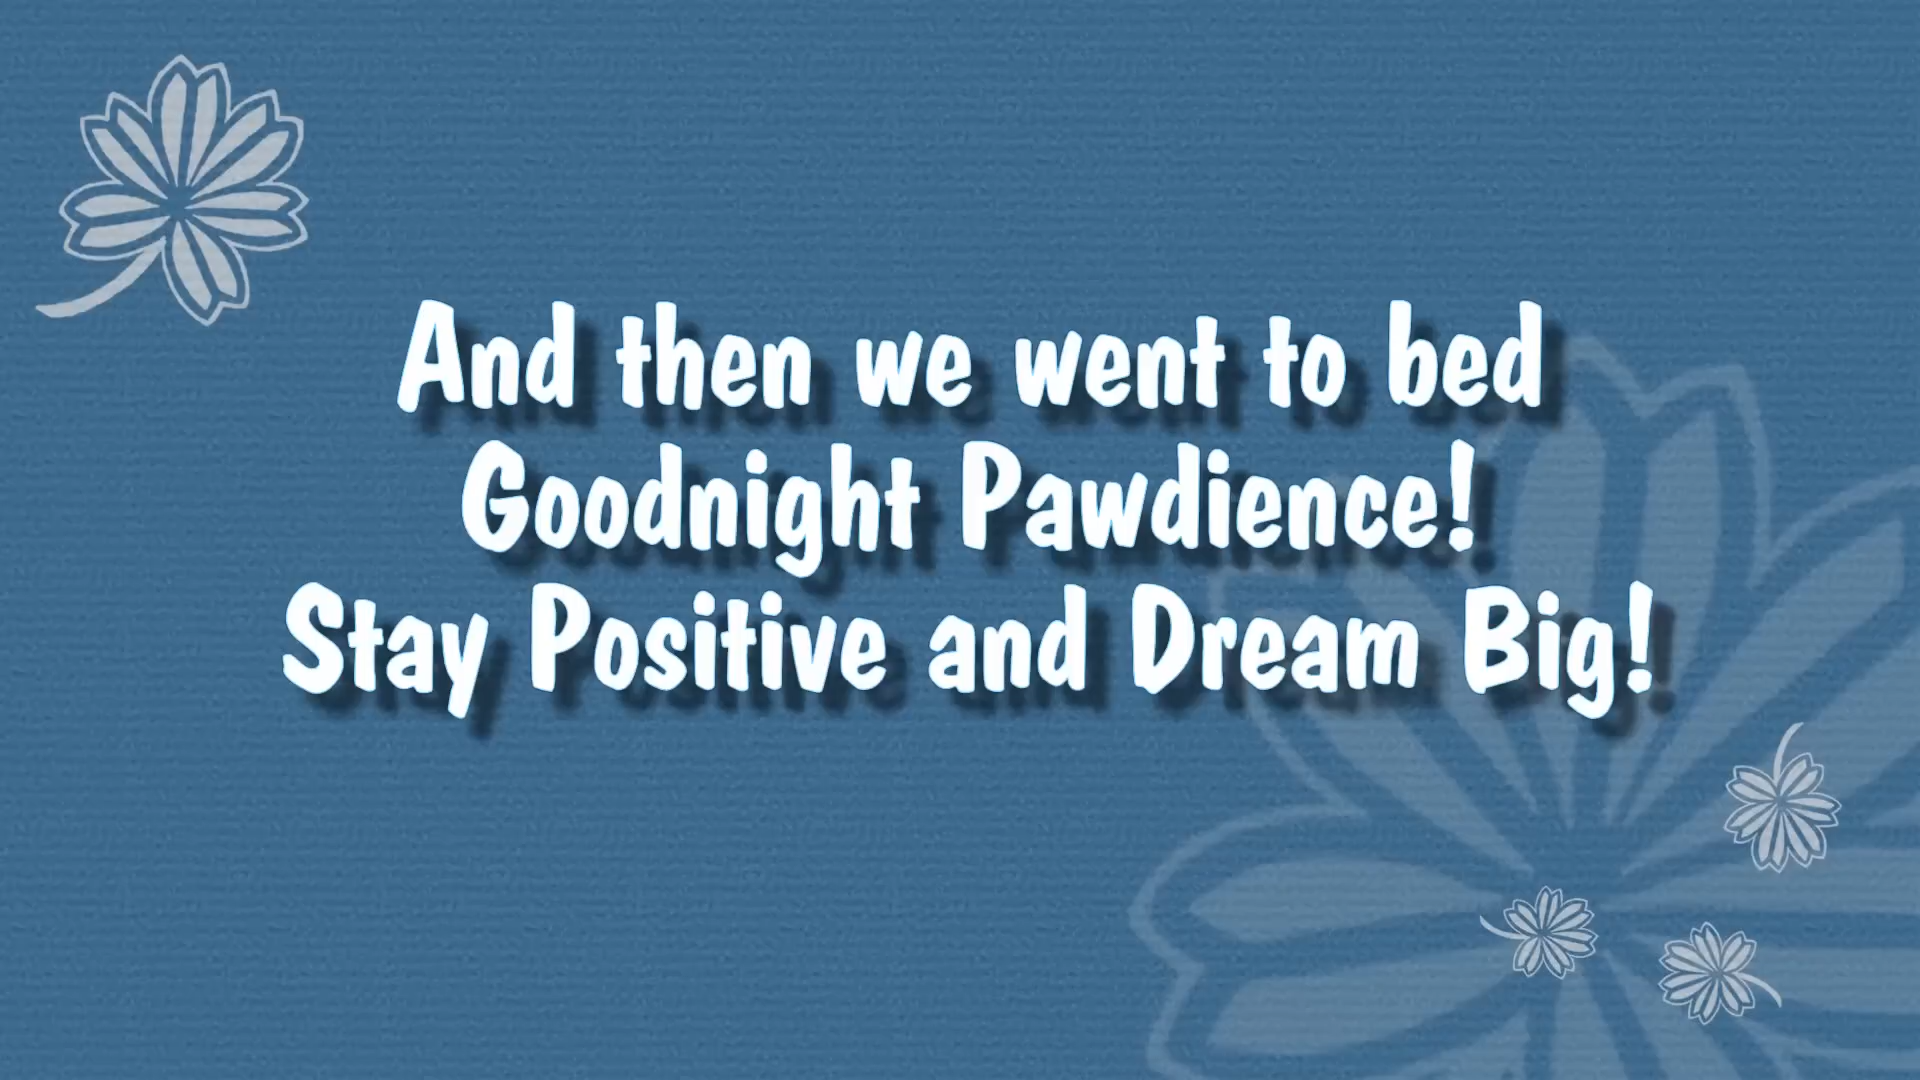 And then we went to bed
Goodnight Pawdience!
Stay Positive and Dream Big!